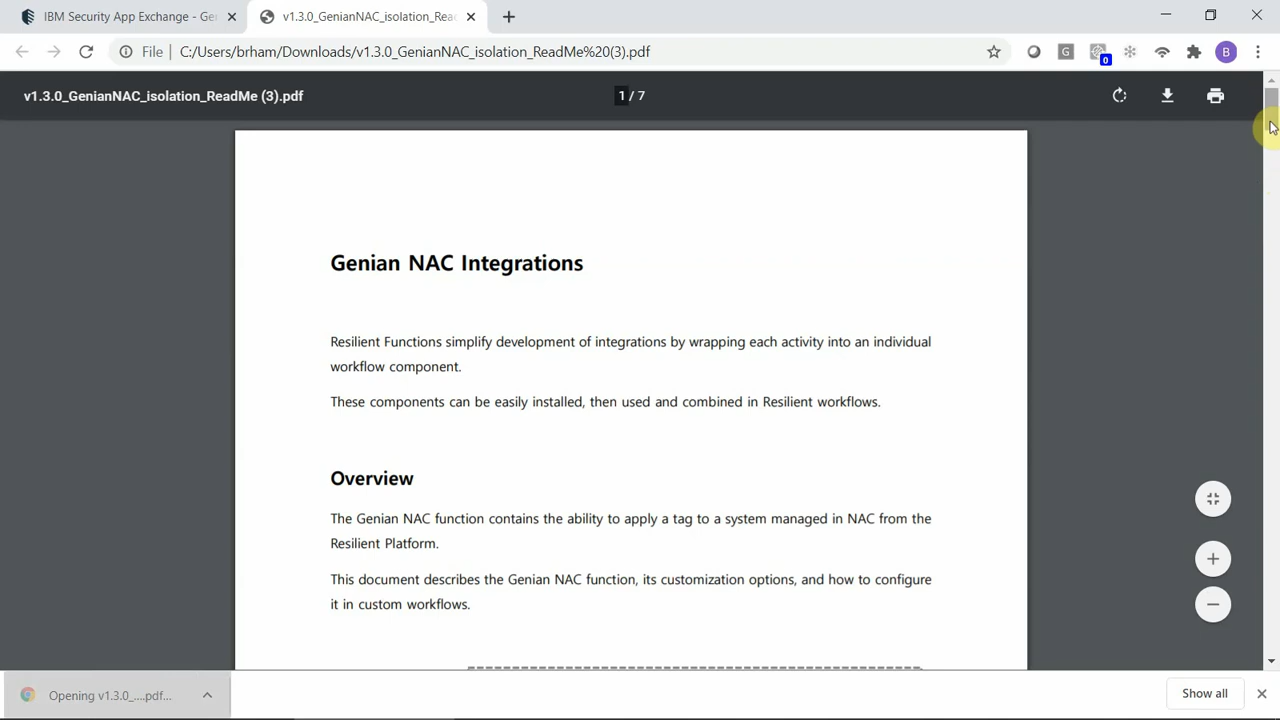 IBM Security App Exchange - Ge
v1.3.0_GenianNAC_isolation_Rea
File
C:/Users/brham/Downloads/v1.3.0_GenianNAC_isolation_ReadMe%20(3).pdf
G
0
B
v1.3.0_GenianNAC_isolation_ReadMe (3).pdf
1 / 7
Genian NAC Integrations
Resilient Functions simplify development of integrations by wrapping each activity into an individual
workflow component.
These components can be easily installed, then used and combined in Resilient workflows.
Overview
The Genian NAC function contains the ability to apply a tag to a system managed in NAC from the
Resilient Platform.
This document describes the Genian NAC function, its customization options, and how to configure
it in custom workflows.
Opening v1.3.0_....pdf...
Show all